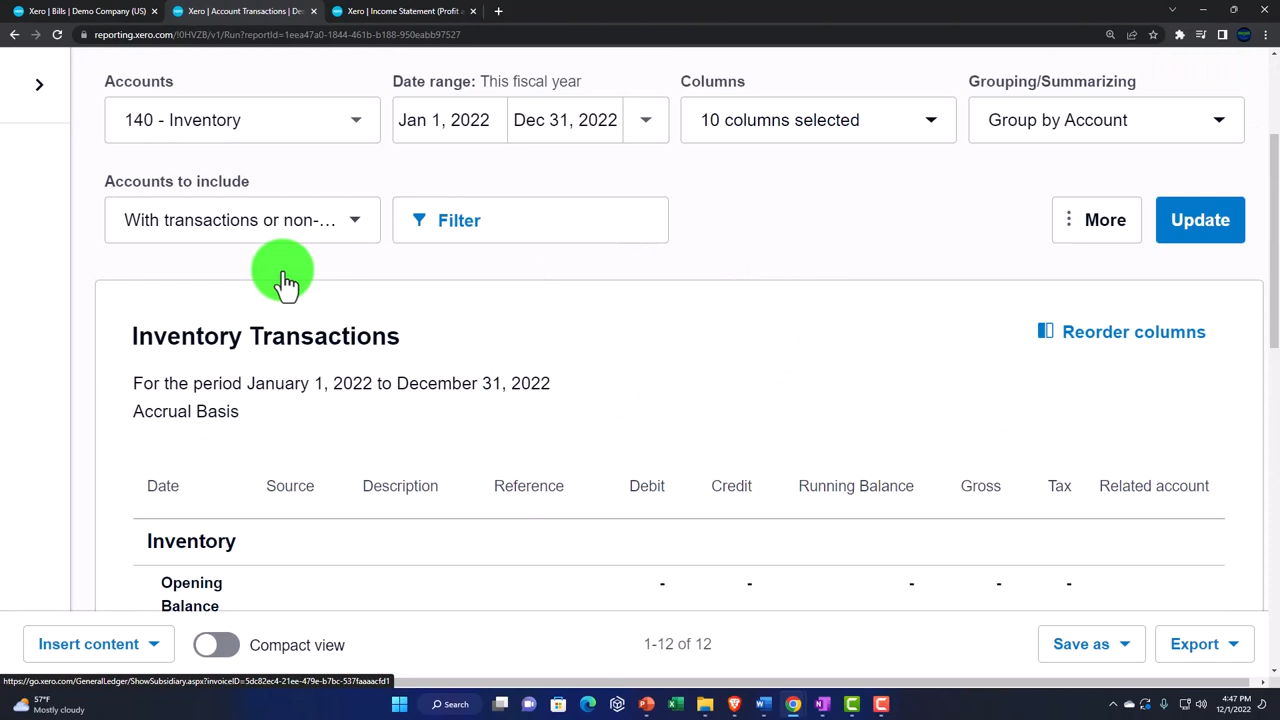 Xero | Bills | Demo Company (US)
Xero | Account Transactions | De
Xero | Income Statement (Profit a
reporting.xero.com/!0HVZB/v1/Run?reportId=1eea47a0-1844-461b-b188-950eabb97527
Accounts
Date range: This fiscal year
Columns
Grouping/Summarizing
140 - Inventory
Jan 1, 2022
Dec 31, 2022
10 columns selected
Group by Account
Accounts to include
With transactions or non-...
Filter
More
Update
Inventory Transactions
Reorder columns
For the period January 1, 2022 to December 31, 2022
Accrual Basis
Date Source Description Reference Debit Credit Running Balance Gross Tax Related account
Inventory
Opening Balance - - - - -
Insert content
Compact view
1-12 of 12
Save as
Export
https://go.xero.com/GeneralLedger/ShowSubsidiary.aspx?invoiceID=5dc82ec4-21ee-479e-b7bc-537faaaacfd1
57°F
Mostly cloudy
Search
4:47 PM
12/1/2022